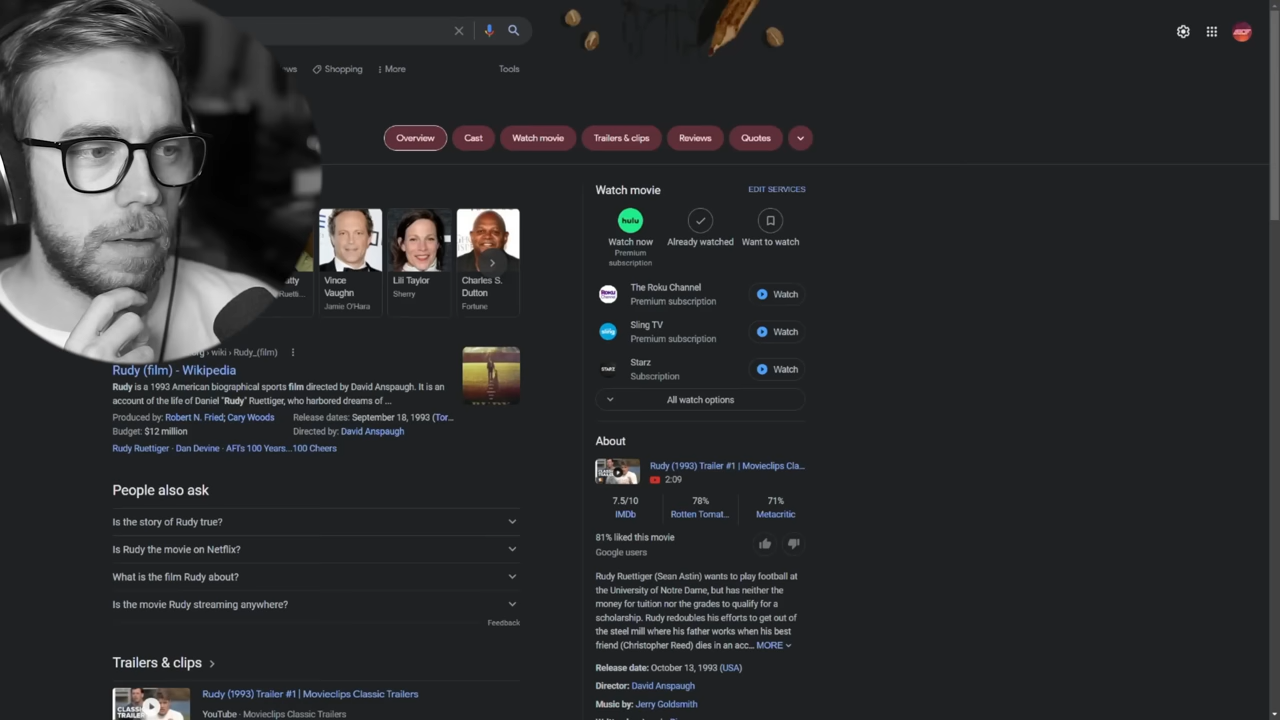 Shopping
More
Tools
Overview
Cast
Watch movie
Trailers & clips
Reviews
Quotes
Vince
Vaughn
Jamie O'Hara
Lili Taylor
Sherry
Charles S.
Dutton
Fortune
› wiki › Rudy_(film)
Rudy (film) - Wikipedia
Rudy is a 1993 American biographical sports film directed by David Anspaugh. It is an
account of the life of Daniel "Rudy" Ruettiger, who harbored dreams of ...
Produced by: Robert N. Fried; Cary Woods
Release dates: September 18, 1993 (Tor...
Budget: $12 million
Directed by: David Anspaugh
Rudy Ruettiger · Dan Devine · AFI's 100 Years...100 Cheers
People also ask
Is the story of Rudy true?
Is Rudy the movie on Netflix?
What is the film Rudy about?
Is the movie Rudy streaming anywhere?
Feedback
Trailers & clips
Rudy (1993) Trailer #1 | Movieclips Classic Trailers
YouTube · Movieclips Classic Trailers
Watch movie
EDIT SERVICES
hulu
Watch now
Premium
subscription
Already watched
Want to watch
The Roku Channel
Premium subscription
Watch
Sling TV
Premium subscription
Watch
STARZ
Starz
Subscription
Watch
All watch options
About
Rudy (1993) Trailer #1 | Movieclips Cla...
2:09
7.5/10
IMDb
78%
Rotten Tomat...
71%
Metacritic
81% liked this movie
Google users
Rudy Ruettiger (Sean Astin) wants to play football at
the University of Notre Dame, but has neither the
money for tuition nor the grades to qualify for a
scholarship. Rudy redoubles his efforts to get out of
the steel mill where his father works when his best
friend (Christopher Reed) dies in an acc... MORE
Release date: October 13, 1993 (USA)
Director: David Anspaugh
Music by: Jerry Goldsmith